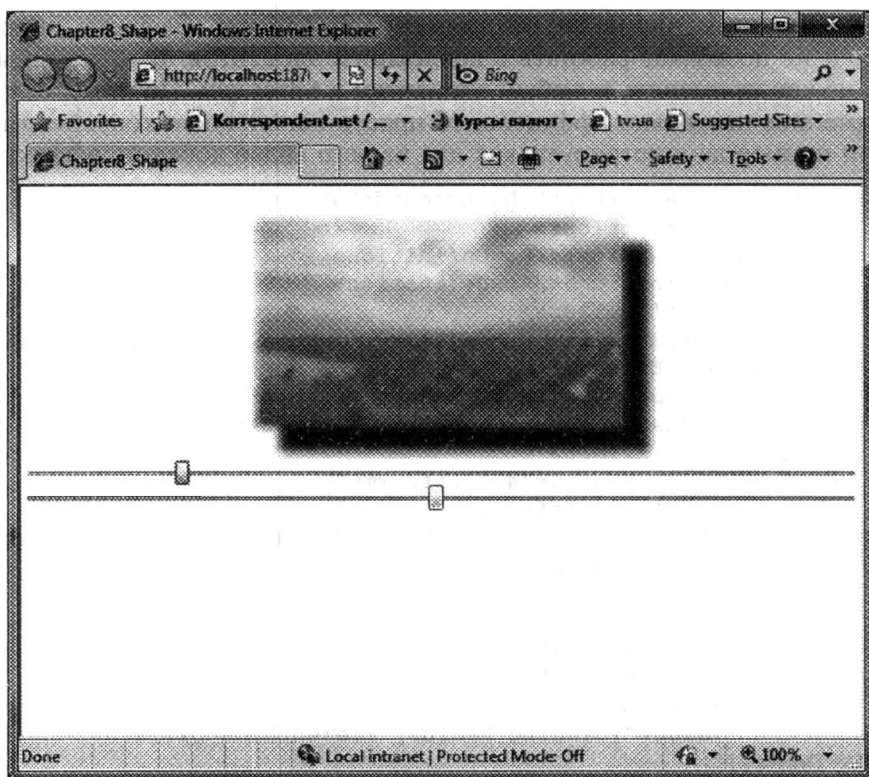 Chapter8_Shape - Windows Internet Explorer
http://localhost:187 Bing
Favorites Korrespondent.net / ... Курсы валют tv.ua Suggested Sites »
Chapter8_Shape Page Safety Tools »
Done Local intranet | Protected Mode: Off 100%